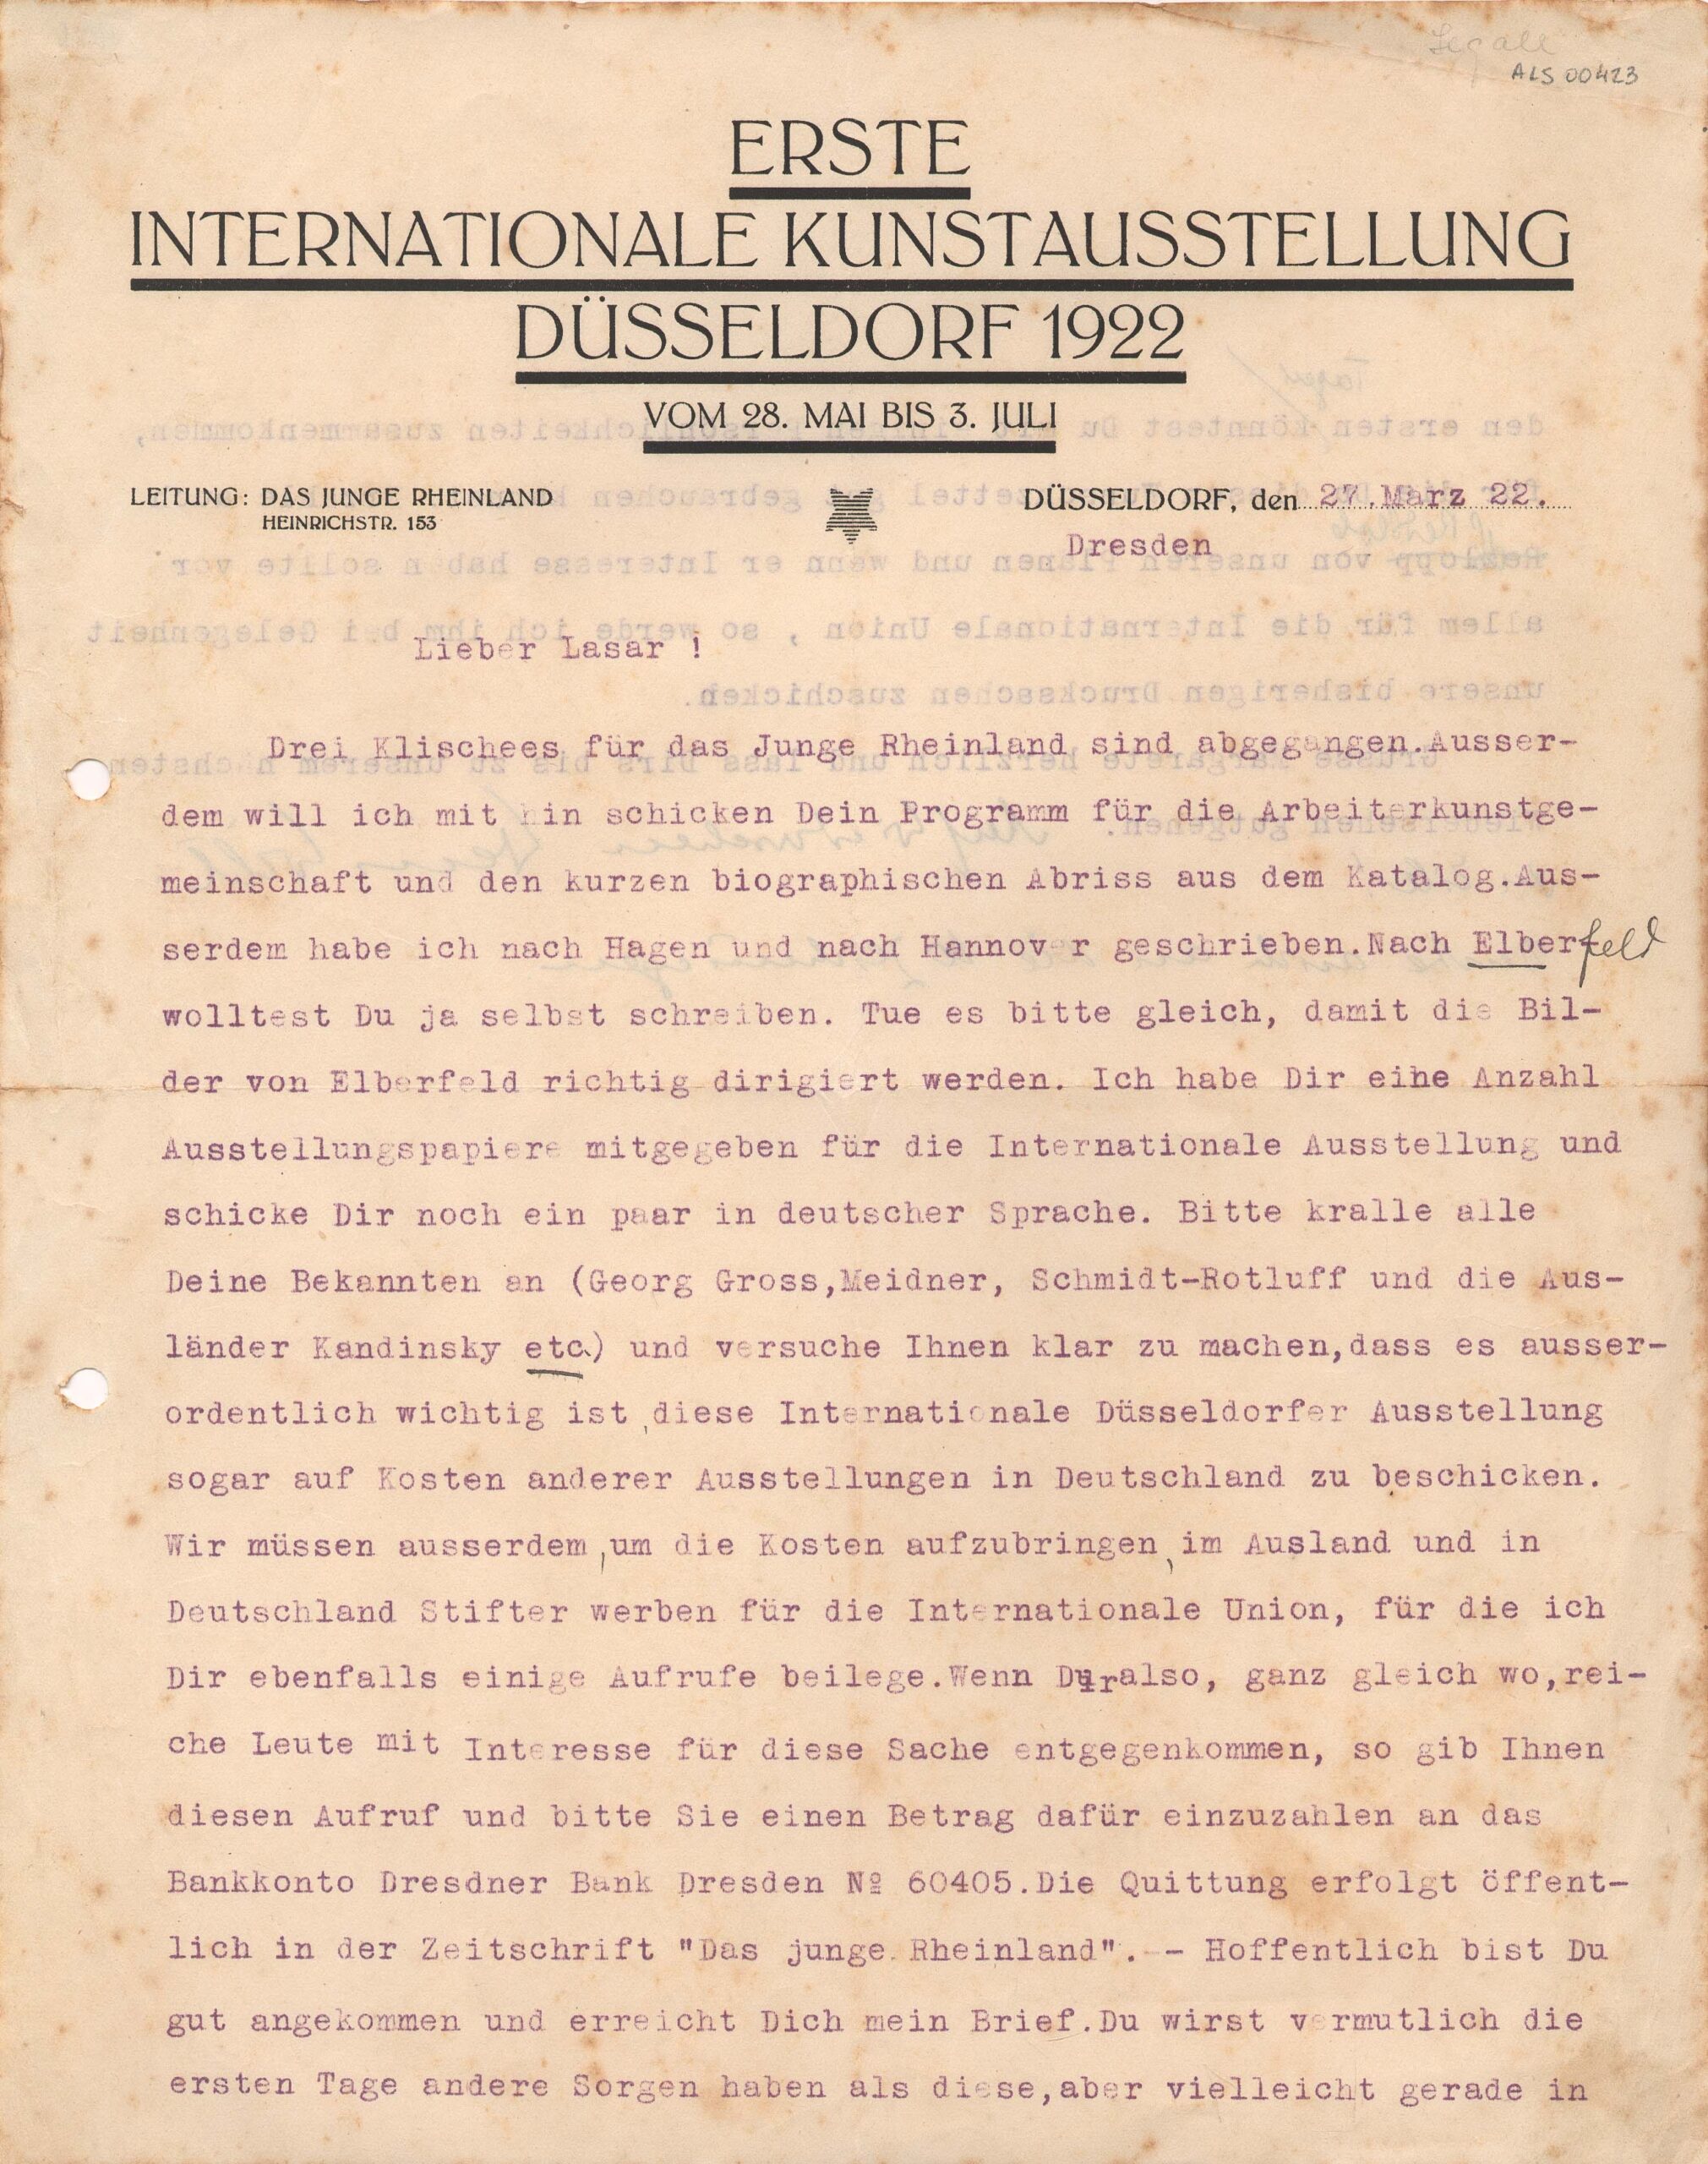 Segall
ALS 00423
ERSTE
INTERNATIONALE KUNSTAUSSTELLUNG
DÜSSELDORF 1922
VOM 28. MAI BIS 3. JULI
LEITUNG: DAS JUNGE RHEINLAND
HEINRICHSTR. 153
DÜSSELDORF, den 27.März 22.
Dresden
Lieber Lasar !
Drei Klischees für das Junge Rheinland sind abgegangen.Ausser-
dem will ich mit hin schicken Dein Programm für die Arbeiterkunstge-
meinschaft und den kurzen biographischen Abriss aus dem Katalog.Aus-
serdem habe ich nach Hagen und nach Hannover geschrieben.Nach Elberfeld
wolltest Du ja selbst schreiben. Tue es bitte gleich, damit die Bil-
der von Elberfeld richtig dirigiert werden. Ich habe Dir eihe Anzahl
Ausstellungspapiere mitgegeben für die Internationale Ausstellung und
schicke Dir noch ein paar in deutscher Sprache. Bitte kralle alle
Deine Bekannten an (Georg Gross,Meidner, Schmidt-Rotluff und die Aus-
länder Kandinsky etc.) und versuche Ihnen klar zu machen,dass es ausser-
ordentlich wichtig ist,diese Internationale Düsseldorfer Ausstellung
sogar auf Kosten anderer Ausstellungen in Deutschland zu beschicken.
Wir müssen ausserdem,um die Kosten aufzubringen,im Ausland und in
Deutschland Stifter werben für die Internationale Union, für die ich
Dir ebenfalls einige Aufrufe beilege.Wenn Dir also, ganz gleich wo,rei-
che Leute mit Interesse für diese Sache entgegenkommen, so gib Ihnen
diesen Aufruf und bitte Sie einen Betrag dafür einzuzahlen an das
Bankkonto Dresdner Bank Dresden № 60405.Die Quittung erfolgt öffent-
lich in der Zeitschrift "Das junge Rheinland". - Hoffentlich bist Du
gut angekommen und erreicht Dich mein Brief.Du wirst vermutlich die
ersten Tage andere Sorgen haben als diese,aber vielleicht gerade in